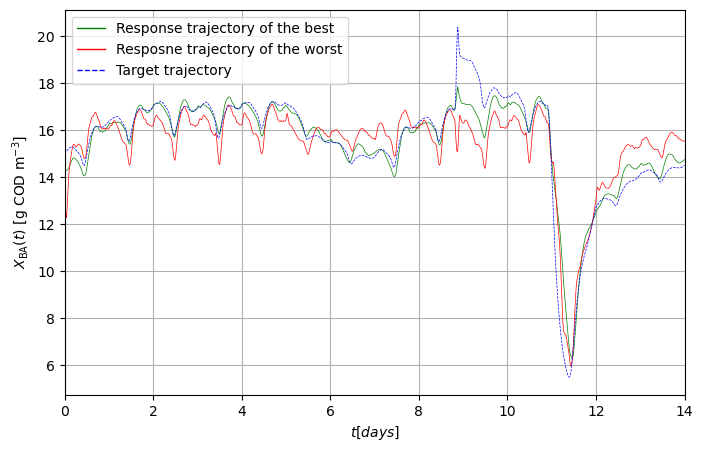 Response trajectory of the best
Resposne trajectory of the worst
Target trajectory
20
18
16
14
12
10
8
6
X_BA(t) [g COD m⁻³]
0 2 4 6 8 10 12 14
t[days]